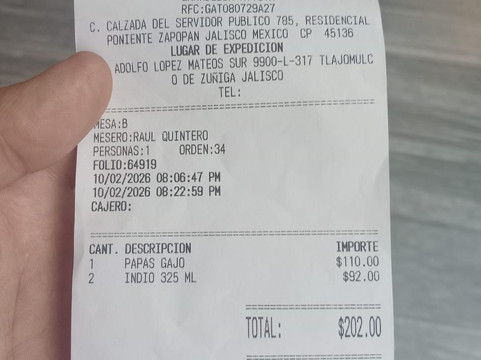 RFC:GAT080729A27
C. CALZADA DEL SERVIDOR PUBLICO 785, RESIDENCIAL
PONIENTE ZAPOPAN JALISCO MEXICO CP 45136
LUGAR DE EXPEDICION
ADOLFO LOPEZ MATEOS SUR 9900-L-317 TLAJOMULC
O DE ZUÑIGA JALISCO
TEL:
MESA:B
MESERO:RAUL QUINTERO
PERSONAS:1 ORDEN:34
FOLIO:64919
10/02/2026 08:06:47 PM
10/02/2026 08:22:59 PM
CAJERO:
CANT. DESCRIPCION IMPORTE
1 PAPAS GAJO $110.00
2 INDIO 325 ML $92.00
TOTAL: $202.00